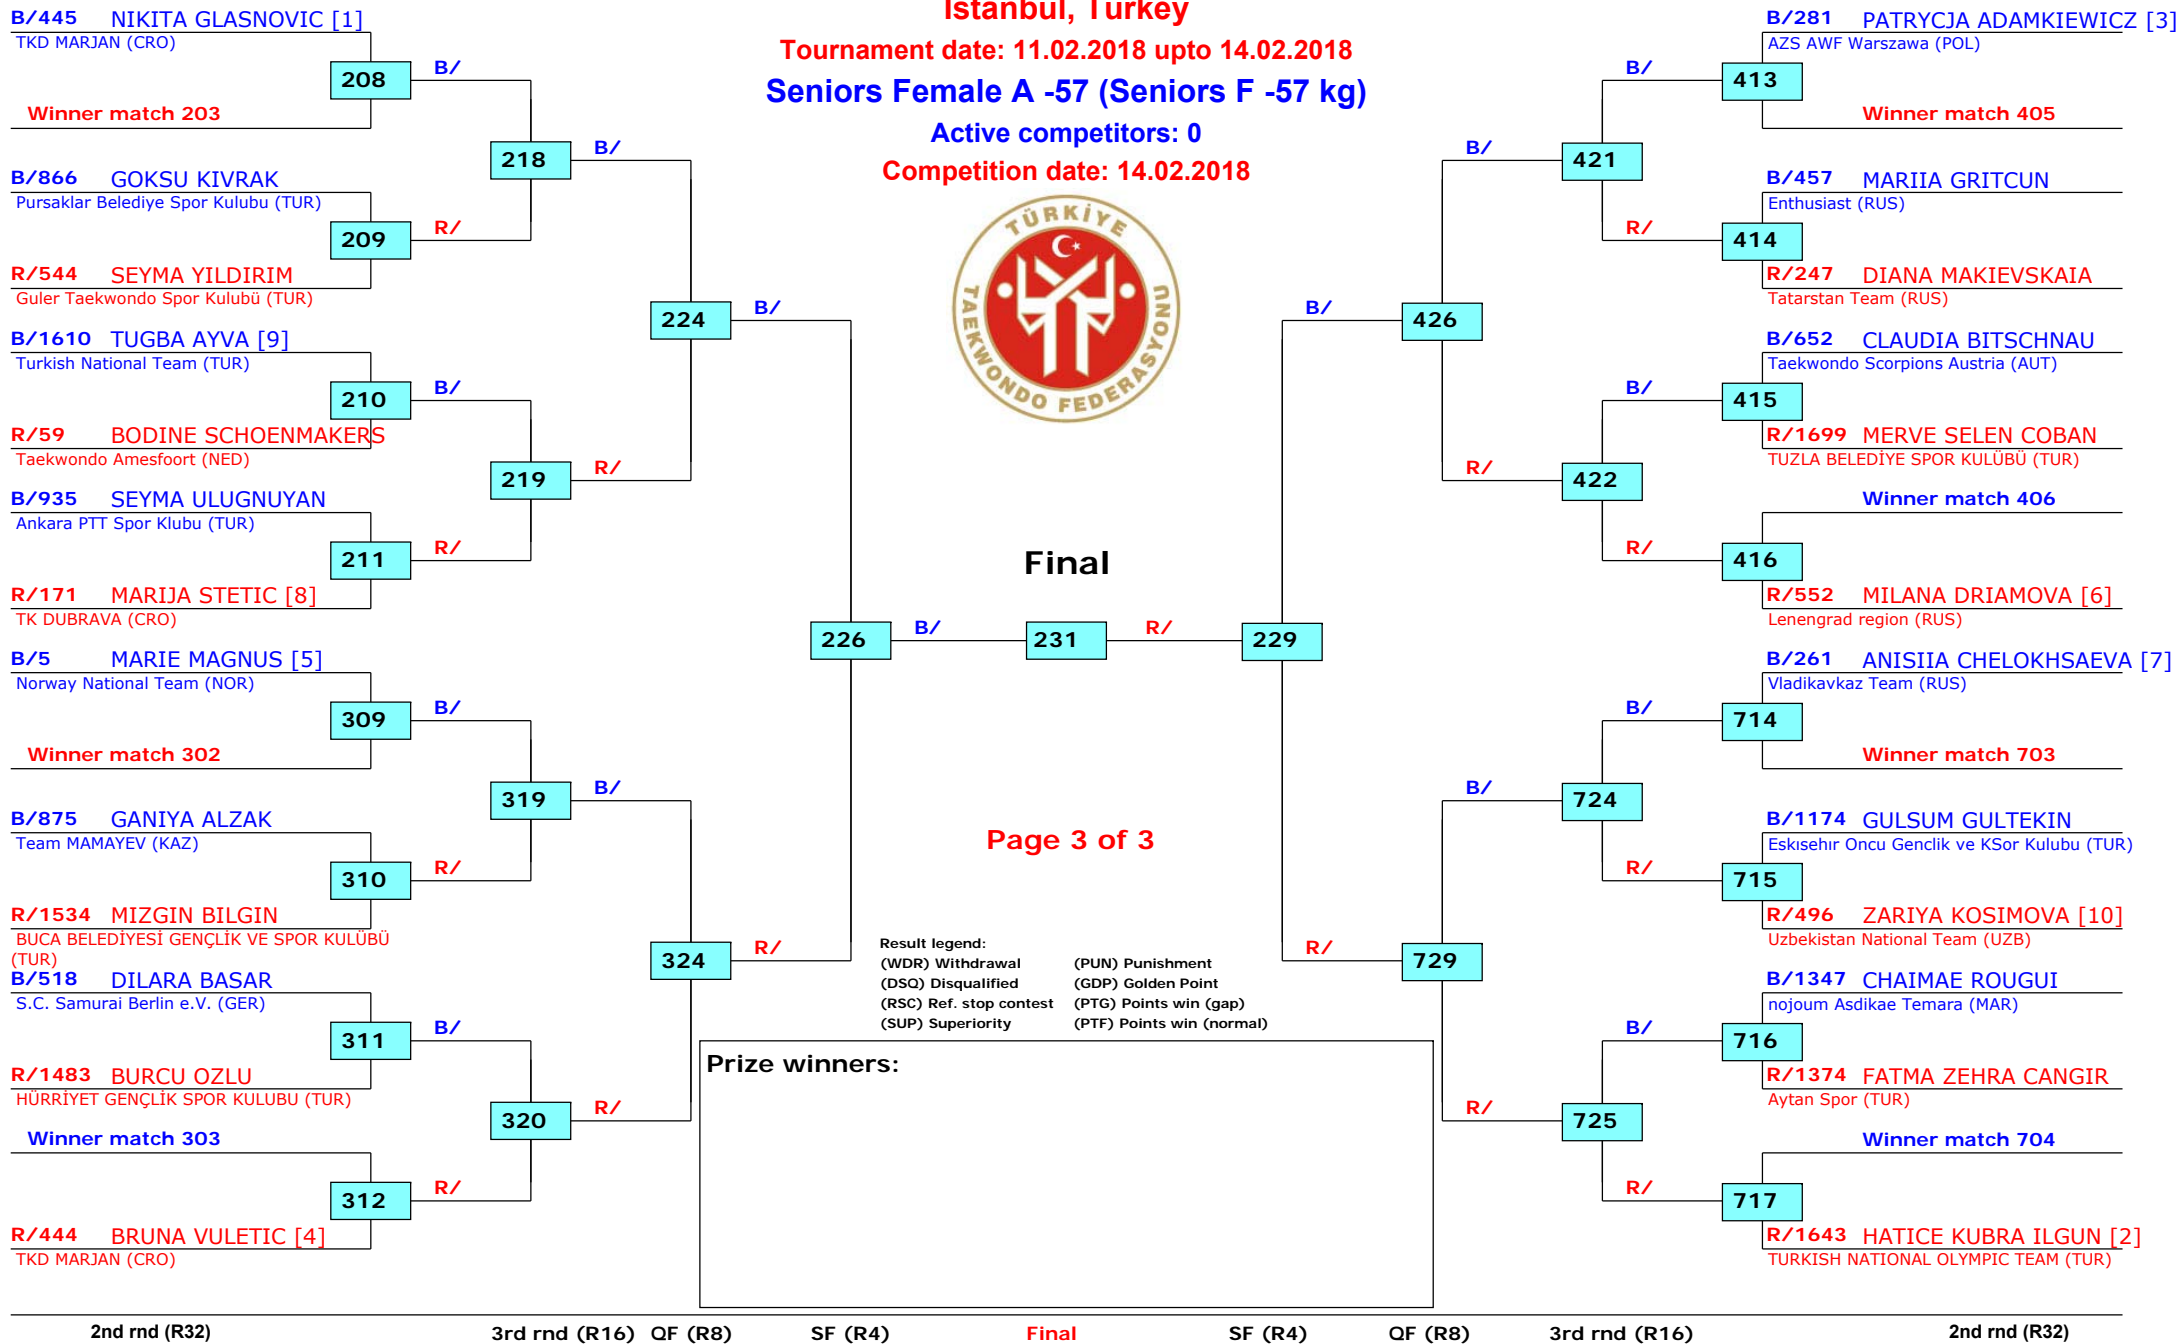 Istanbul, Turkey
Tournament date: 11.02.2018 upto 14.02.2018
Seniors Female A -57 (Seniors F -57 kg)
Active competitors: 0
Competition date: 14.02.2018
TÜRKİYE
TAEKWONDO FEDERASYONU
B/445 NIKITA GLASNOVIC [1]
TKD MARJAN (CRO)
208
B/
Winner match 203
218
B/
B/866 GOKSU KIVRAK
Pursaklar Belediye Spor Kulubu (TUR)
209
R/
R/544 SEYMA YILDIRIM
Guler Taekwondo Spor Kulubü (TUR)
224
B/
B/1610 TUGBA AYVA [9]
Turkish National Team (TUR)
210
B/
R/59 BODINE SCHOENMAKERS
Taekwondo Amesfoort (NED)
219
R/
B/935 SEYMA ULUGNUYAN
Ankara PTT Spor Klubu (TUR)
211
R/
R/171 MARIJA STETIC [8]
TK DUBRAVA (CRO)
226
B/
B/5 MARIE MAGNUS [5]
Norway National Team (NOR)
309
B/
Winner match 302
319
B/
B/875 GANIYA ALZAK
Team MAMAYEV (KAZ)
310
R/
R/1534 MIZGIN BILGIN
BUCA BELEDİYESİ GENÇLİK VE SPOR KULÜBÜ
(TUR)
324
R/
B/518 DILARA BASAR
S.C. Samurai Berlin e.V. (GER)
311
B/
R/1483 BURCU OZLU
HÜRRİYET GENÇLİK SPOR KULUBU (TUR)
320
R/
Winner match 303
312
R/
R/444 BRUNA VULETIC [4]
TKD MARJAN (CRO)
Final
231
R/
229
Page 3 of 3
Result legend:
(WDR) Withdrawal (PUN) Punishment
(DSQ) Disqualified (GDP) Golden Point
(RSC) Ref. stop contest (PTG) Points win (gap)
(SUP) Superiority (PTF) Points win (normal)
Prize winners:
B/281 PATRYCJA ADAMKIEWICZ [3]
AZS AWF Warszawa (POL)
B/
413
Winner match 405
B/
421
B/457 MARIIA GRITCUN
Enthusiast (RUS)
R/
414
R/247 DIANA MAKIEVSKAIA
Tatarstan Team (RUS)
B/
426
B/652 CLAUDIA BITSCHNAU
Taekwondo Scorpions Austria (AUT)
B/
415
R/1699 MERVE SELEN COBAN
TUZLA BELEDİYE SPOR KULÜBÜ (TUR)
R/
422
Winner match 406
R/
416
R/552 MILANA DRIAMOVA [6]
Lenengrad region (RUS)
B/261 ANISIIA CHELOKHSAEVA [7]
Vladikavkaz Team (RUS)
B/
714
Winner match 703
B/
724
B/1174 GULSUM GULTEKIN
Eskısehır Oncu Genclik ve KSor Kulubu (TUR)
R/
715
R/496 ZARIYA KOSIMOVA [10]
Uzbekistan National Team (UZB)
R/
729
B/1347 CHAIMAE ROUGUI
nojoum Asdikae Temara (MAR)
B/
716
R/1374 FATMA ZEHRA CANGIR
Aytan Spor (TUR)
R/
725
Winner match 704
R/
717
R/1643 HATICE KUBRA ILGUN [2]
TURKISH NATIONAL OLYMPIC TEAM (TUR)
2nd rnd (R32) 3rd rnd (R16) QF (R8) SF (R4) Final SF (R4) QF (R8) 3rd rnd (R16) 2nd rnd (R32)